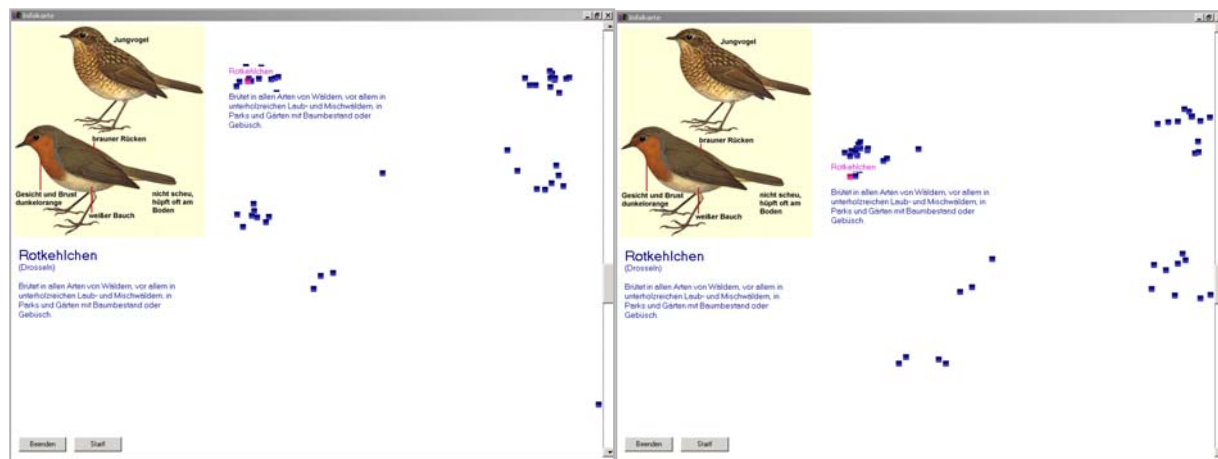 Infokarte
Jungvogel
brauner Rücken
Gesicht und Brust
dunkelorange
nicht scheu,
hüpft oft am
Boden
weißer Bauch
Rotkehlchen
(Drosseln)
Brütet in allen Arten von Wäldern, vor allem in
unterholzreichen Laub- und Mischwäldern, in
Parks und Gärten mit Baumbestand oder
Gebüsch.
Rotkehlchen
Brütet in allen Arten von Wäldern, vor allem in
unterholzreichen Laub- und Mischwäldern, in
Parks und Gärten mit Baumbestand oder
Gebüsch.
Beenden
Start
Infokarte
Jungvogel
brauner Rücken
Gesicht und Brust
dunkelorange
nicht scheu,
hüpft oft am
Boden
weißer Bauch
Rotkehlchen
(Drosseln)
Brütet in allen Arten von Wäldern, vor allem in
unterholzreichen Laub- und Mischwäldern, in
Parks und Gärten mit Baumbestand oder
Gebüsch.
Rotkehlchen
Brütet in allen Arten von Wäldern, vor allem in
unterholzreichen Laub- und Mischwäldern, in
Parks und Gärten mit Baumbestand oder
Gebüsch.
Beenden
Start